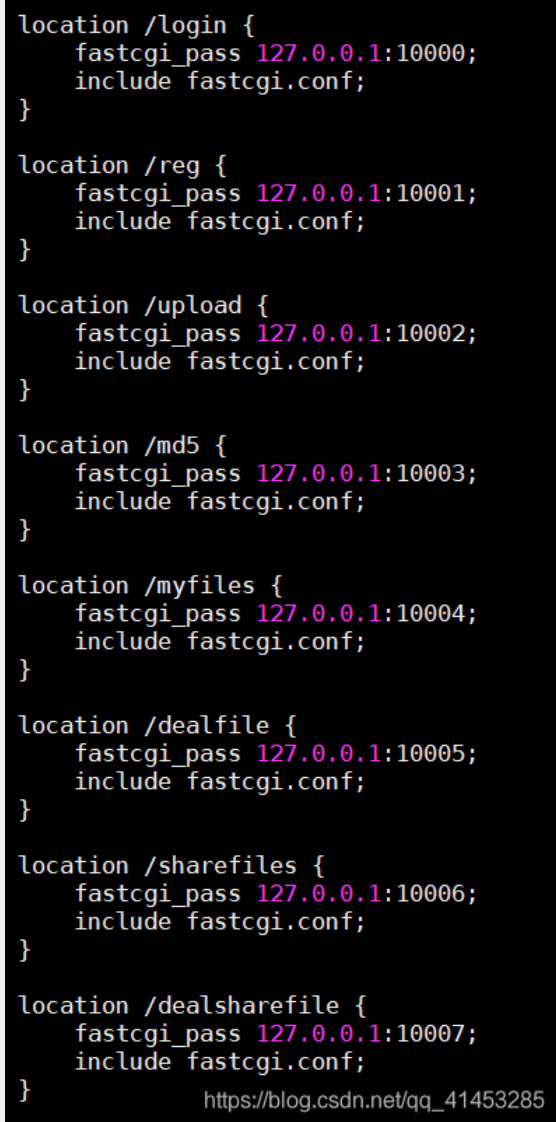 location /login {
    fastcgi_pass 127.0.0.1:10000;
    include fastcgi.conf;
}
location /reg {
    fastcgi_pass 127.0.0.1:10001;
    include fastcgi.conf;
}
location /upload {
    fastcgi_pass 127.0.0.1:10002;
    include fastcgi.conf;
}
location /md5 {
    fastcgi_pass 127.0.0.1:10003;
    include fastcgi.conf;
}
location /myfiles {
    fastcgi_pass 127.0.0.1:10004;
    include fastcgi.conf;
}
location /dealfile {
    fastcgi_pass 127.0.0.1:10005;
    include fastcgi.conf;
}
location /sharefiles {
    fastcgi_pass 127.0.0.1:10006;
    include fastcgi.conf;
}
location /dealsharefile {
    fastcgi_pass 127.0.0.1:10007;
    include fastcgi.conf;
}
https://blog.csdn.net/qq_41453285